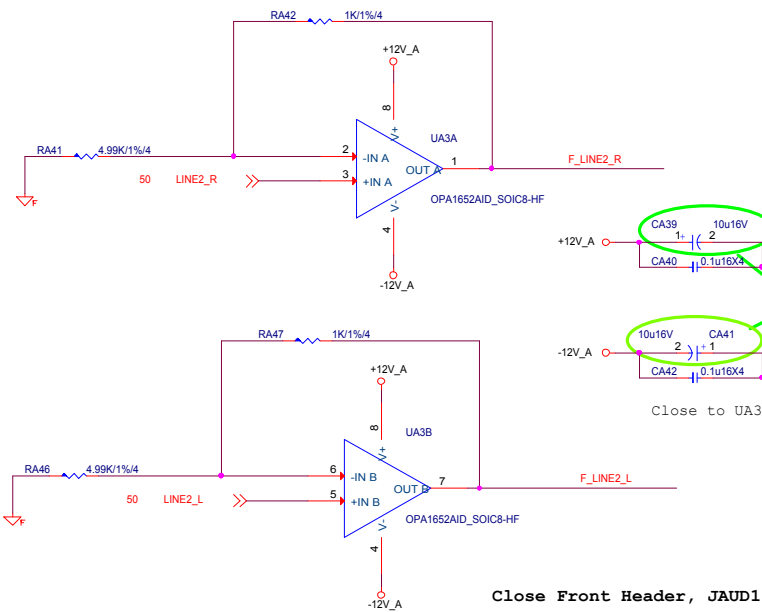 RA42 1K/1%/4
+12V_A
8
V+
UA3A
RA41 4.99K/1%/4
2 -IN A
OUT A 1
F_LINE2_R
50 LINE2_R
3 +IN A
V-
OPA1652AID_SOIC8-HF
4
-12V_A
CA39 10u16V
+12V_A
1 + 2
CA40 0.1u16X4
RA47 1K/1%/4
10u16V CA41
-12V_A
2 + 1
CA42 0.1u16X4
Close to UA3
+12V_A
8
V+
UA3B
RA46 4.99K/1%/4
6 -IN B
OUT B 7
F_LINE2_L
50 LINE2_L
5 +IN B
V-
OPA1652AID_SOIC8-HF
4
-12V_A
F
F
Close Front Header, JAUD1